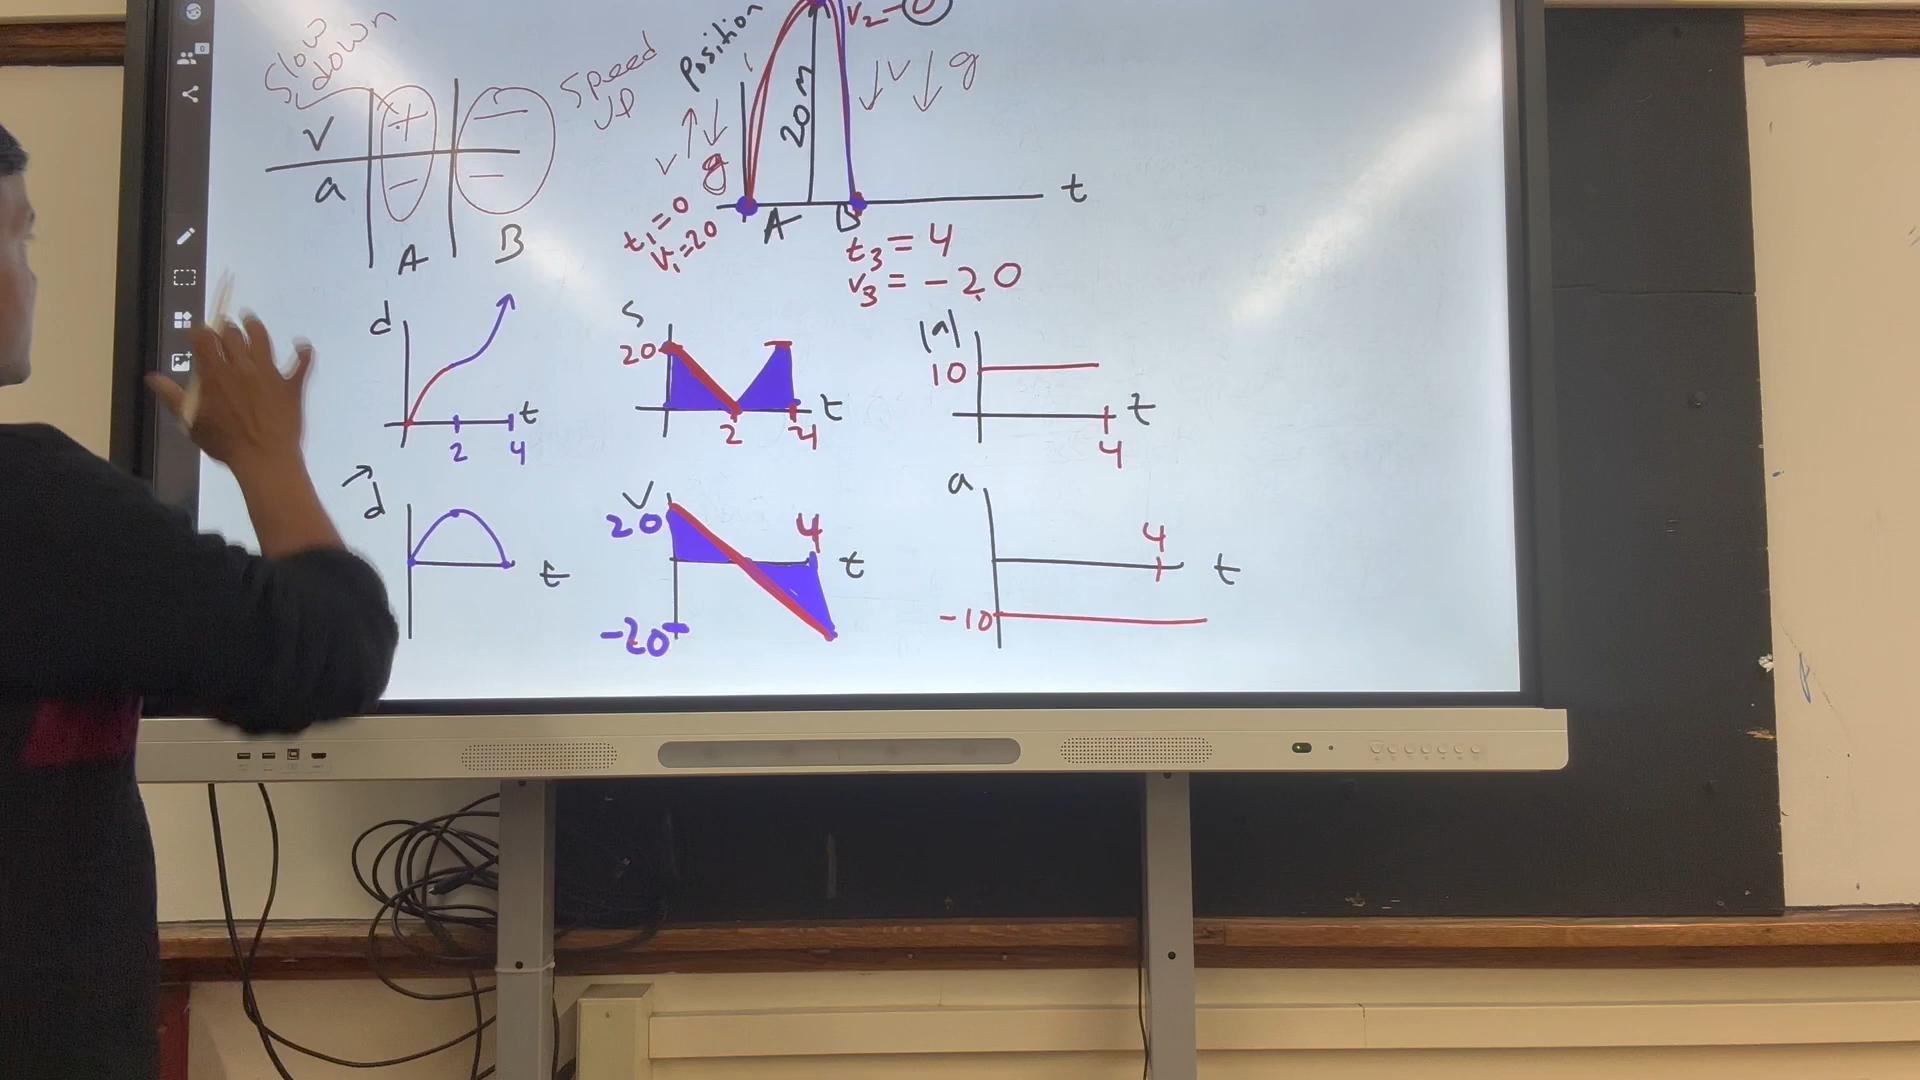 Slow down
V + −
a − −
A B
Speed up
Position
V g
20m
V₂ = 0
↓V ↓g
t
A B
t₁=0
V₁=20
t₃ = 4
V₃ = -20
d
t
2 4
S
20
t
2 4
|a|
10
t
4
d
t
V
20
4
t
-20
a
4
t
-10